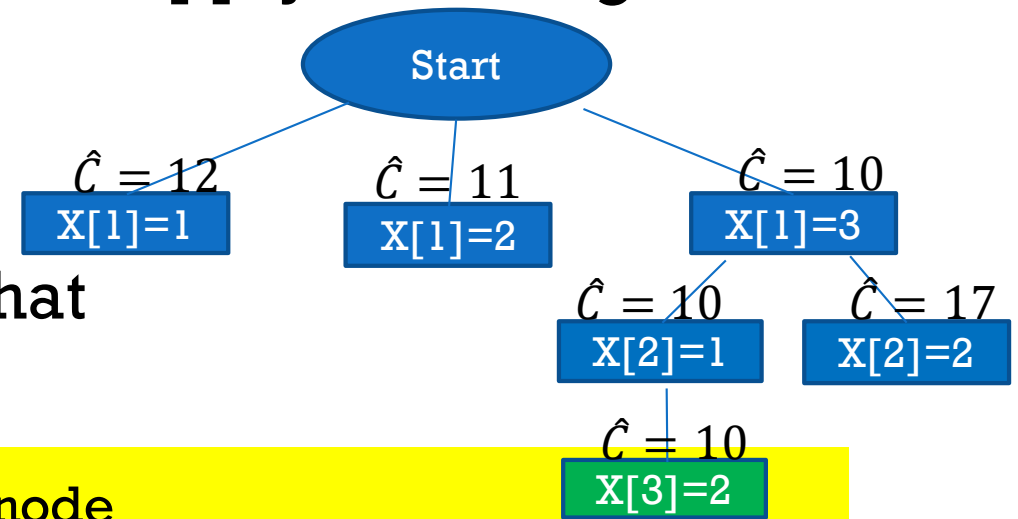 Start
Ĉ = 12
Ĉ = 11
Ĉ = 10
X[1]=1
X[1]=2
X[1]=3
hat
Ĉ = 10
Ĉ = 17
X[2]=1
X[2]=2
Ĉ = 10
node
X[3]=2